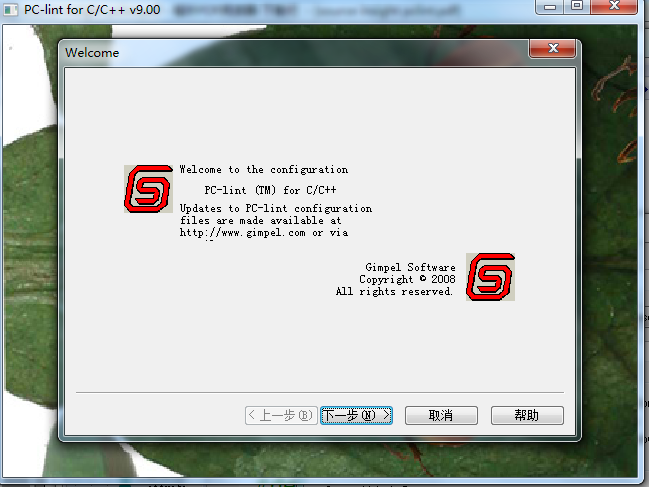 PC-lint for C/C++ v9.00
Welcome
Welcome to the configuration
PC-lint (TM) for C/C++
Updates to PC-lint configuration
files are made available at
http://www.gimpel.com or via
Gimpel Software
Copyright © 2008
All rights reserved.
< 上一步(B)
下一步(N) >
取消
帮助